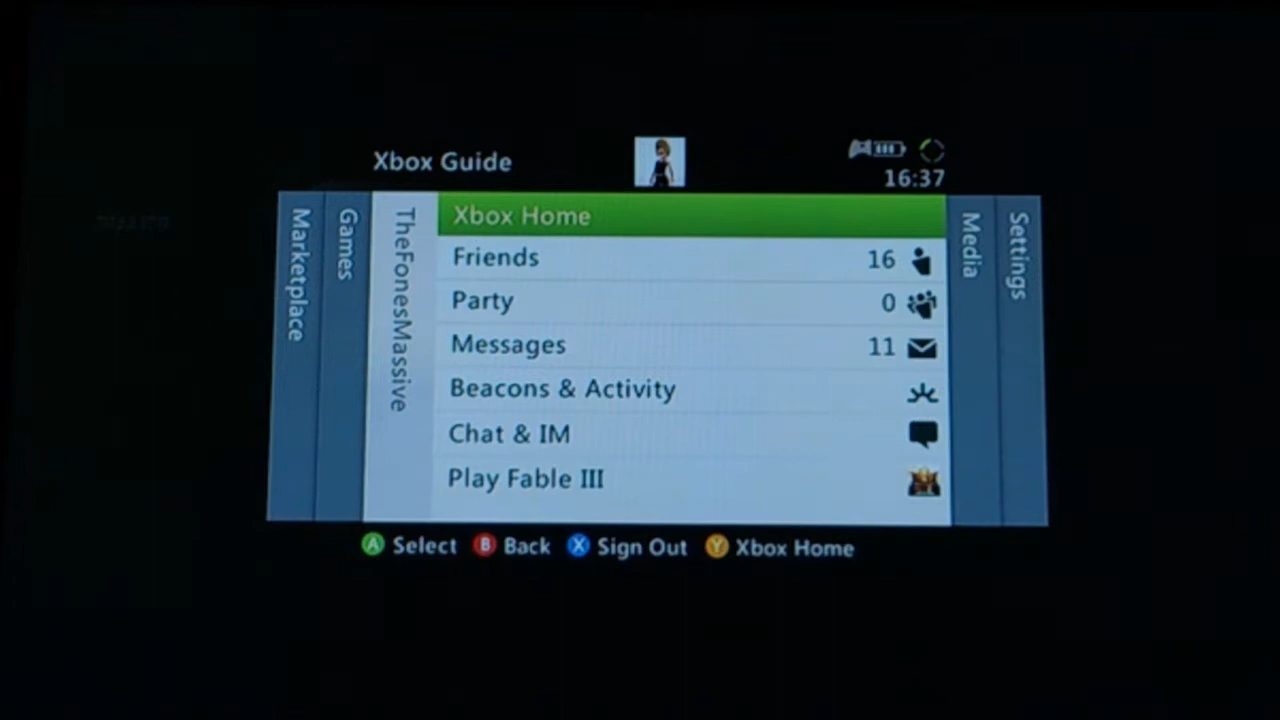 Xbox Guide
16:37
Marketplace
Games
TheFonesMassive
Xbox Home
Friends 16
Party 0
Messages 11
Beacons & Activity
Chat & IM
Play Fable III
Media
Settings
A Select B Back X Sign Out Y Xbox Home